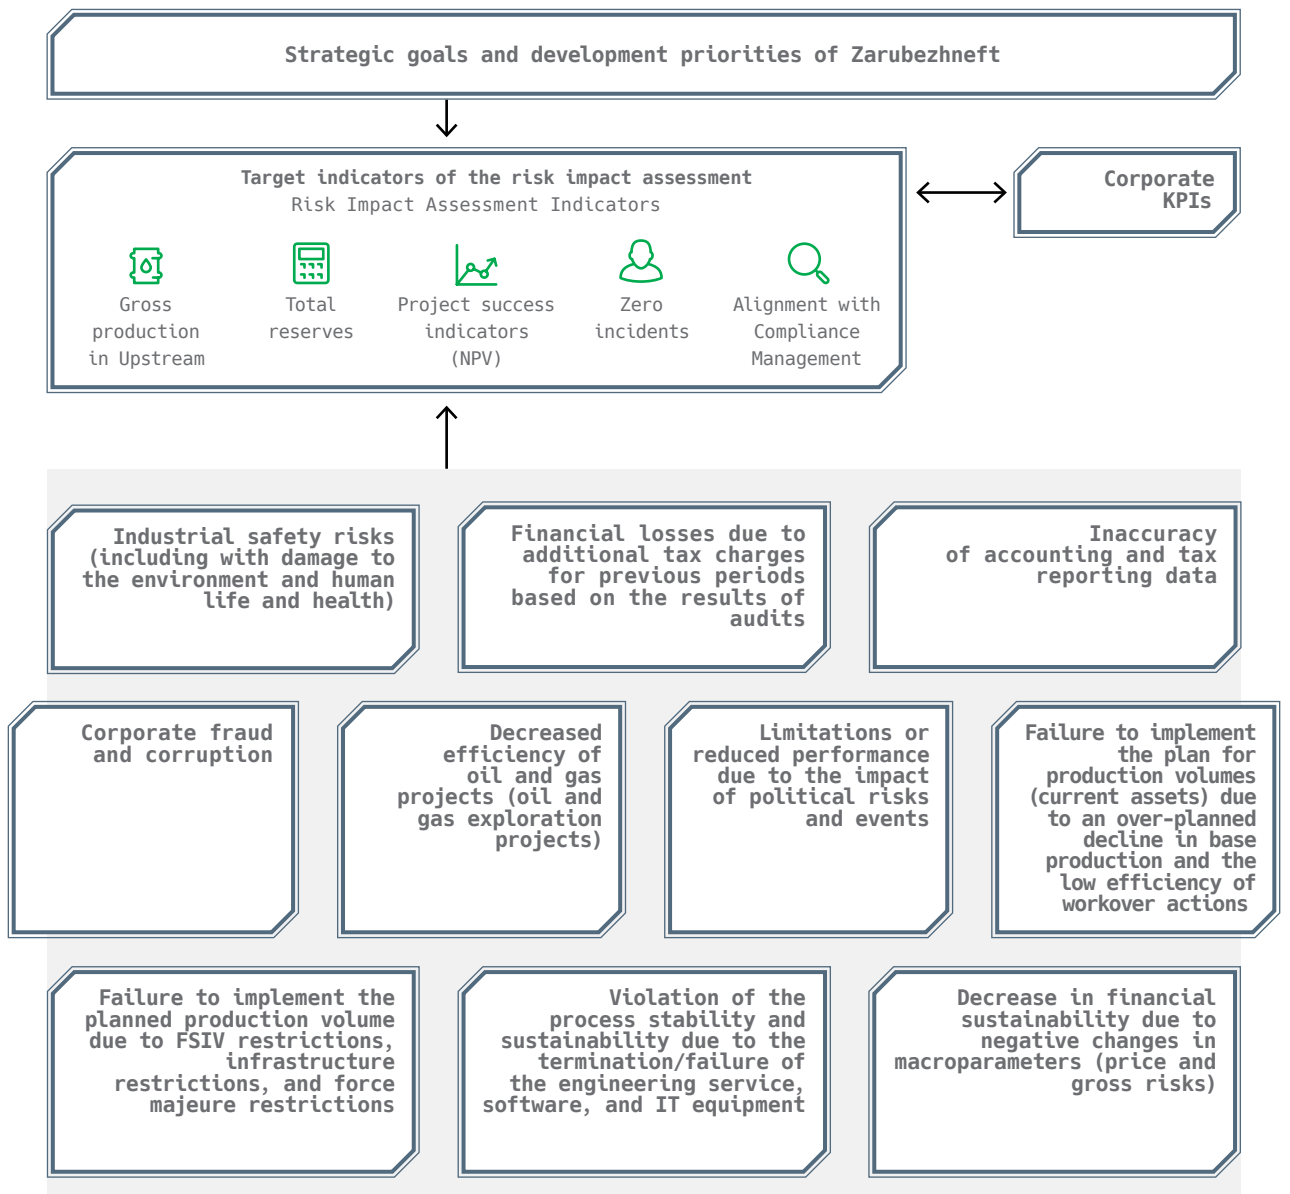 Strategic goals and development priorities of Zarubezhneft
Target indicators of the risk impact assessment
Risk Impact Assessment Indicators
Gross
production
in Upstream
Total
reserves
Project success
indicators
(NPV)
Zero
incidents
Alignment with
Compliance
Management
Corporate
KPIs
Industrial safety risks
(including with damage to
the environment and human
life and health)
Financial losses due to
additional tax charges
for previous periods
based on the results of
audits
Inaccuracy
of accounting and tax
reporting data
Corporate fraud
and corruption
Decreased
efficiency of
oil and gas
projects (oil and
gas exploration
projects)
Limitations or
reduced performance
due to the impact
of political risks
and events
Failure to implement
the plan for
production volumes
(current assets) due
to an over-planned
decline in base
production and the
low efficiency of
workover actions
Failure to implement the
planned production volume
due to FSIV restrictions,
infrastructure
restrictions, and force
majeure restrictions
Violation of the
process stability and
sustainability due to the
termination/failure of
the engineering service,
software, and IT equipment
Decrease in financial
sustainability due to
negative changes in
macroparameters (price and
gross risks)